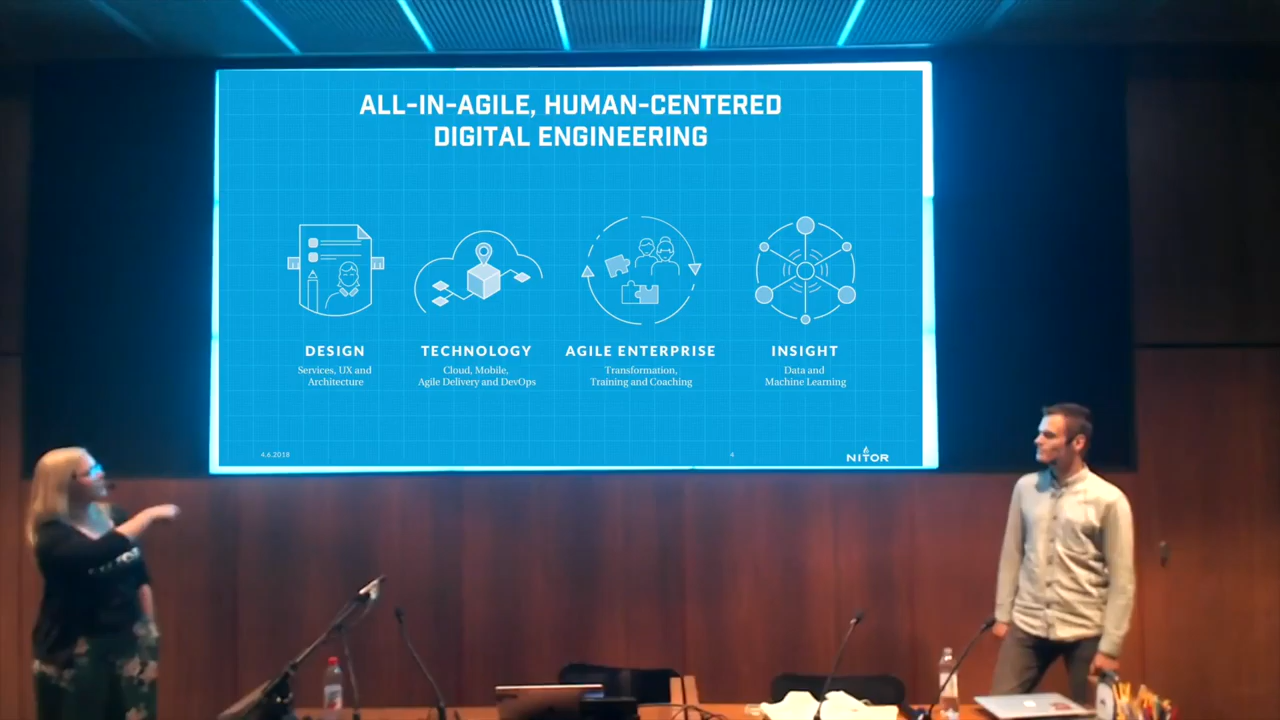 ALL-IN-AGILE, HUMAN-CENTERED
DIGITAL ENGINEERING
DESIGN
Services, UX and
Architecture
TECHNOLOGY
Cloud, Mobile,
Agile Delivery and DevOps
AGILE ENTERPRISE
Transformation,
Training and Coaching
INSIGHT
Data and
Machine Learning
4.6.2018
4
NITOR